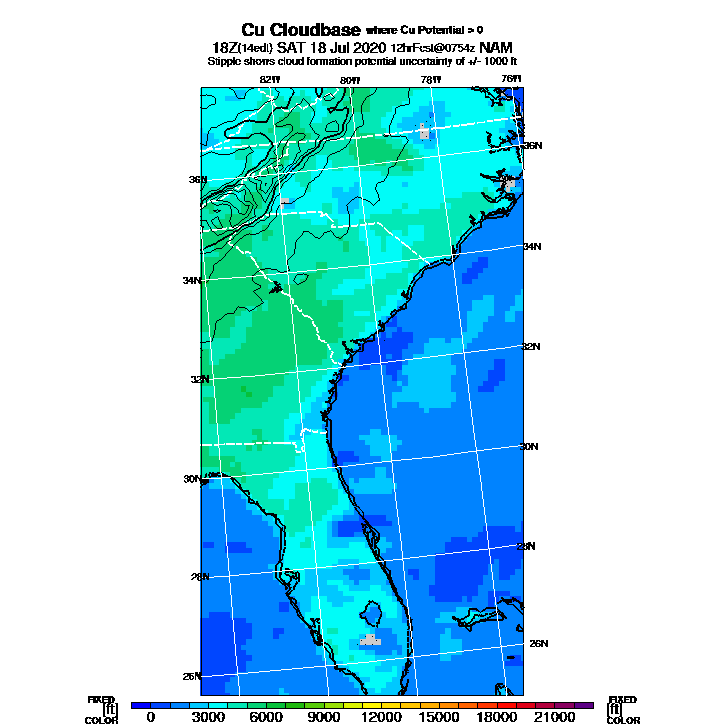 Cu Cloudbase where Cu Potential > 0
18Z(14edt) SAT 18 Jul 2020 12hrFcst@0754z NAM
Stipple shows cloud formation potential uncertainty of +/- 1000 ft
82W 80W 78W 76W
36N
36N
34N
34N
32N
32N
30N
30N
28N
28N
26N
26N
FIXED FIXED
[ft] [ft]
COLOR COLOR
0 3000 6000 9000 12000 15000 18000 21000